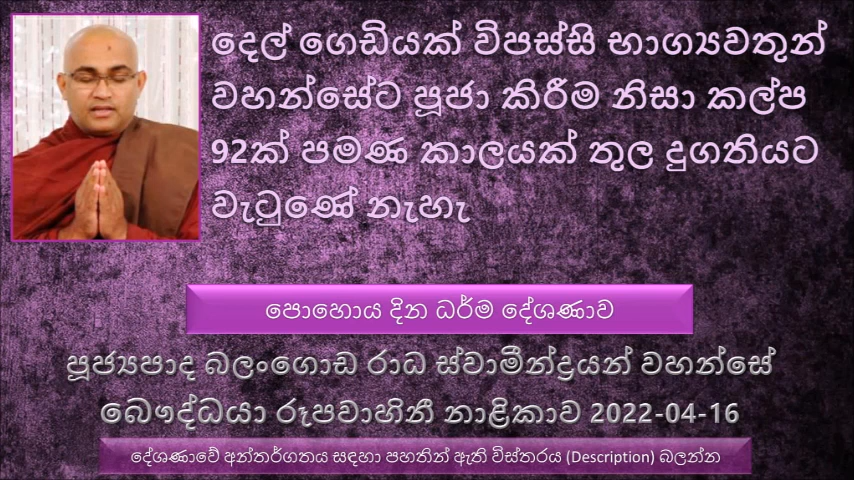 දෙල් ගෙඩියක් විපස්සි භාග්‍යවතුන්
වහන්සේට පූජා කිරීම නිසා කල්ප
92ක් පමණ කාලයක් තුල දුගතියට
වැටුණේ නැහැ
පොහොය දින ධර්ම දේශණාව
පූජ්‍යපාද බලංගොඩ රාධ ස්වාමීන්ද්‍රයන් වහන්සේ
බෞද්ධයා රූපවාහිනී නාළිකාව 2022-04-16
දේශණාවේ අන්තර්ගතය සඳහා පහතින් ඇති විස්තරය (Description) බලන්න